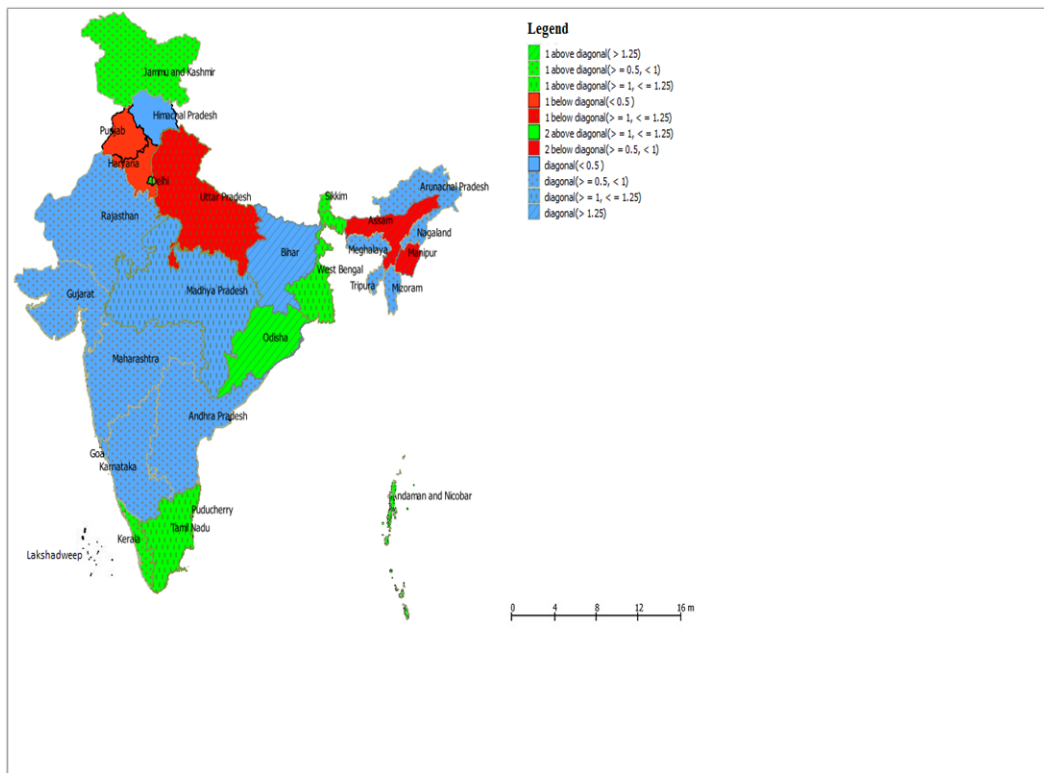 Legend
1 above diagonal( > 1.25)
1 above diagonal(> = 0.5, < 1)
1 above diagonal(> = 1, < = 1.25)
1 below diagonal(< 0.5)
1 below diagonal(> = 1, < = 1.25)
2 above diagonal(> = 1, < = 1.25)
2 below diagonal(> = 0.5, < 1)
diagonal(< 0.5)
diagonal(> = 0.5, < 1)
diagonal(> = 1, < = 1.25)
diagonal(> 1.25)
Jammu and Kashmir
Himachal Pradesh
Punjab
Haryana
Delhi
Uttar Pradesh
Rajasthan
Sikkim
Arunachal Pradesh
Assam
Nagaland
Bihar
Meghalaya
Manipur
West Bengal
Tripura
Mizoram
Gujarat
Madhya Pradesh
Odisha
Maharashtra
Andhra Pradesh
Goa
Karnataka
Andaman and Nicobar
Puducherry
Tamil Nadu
Kerala
Lakshadweep
0 4 8 12 16 m